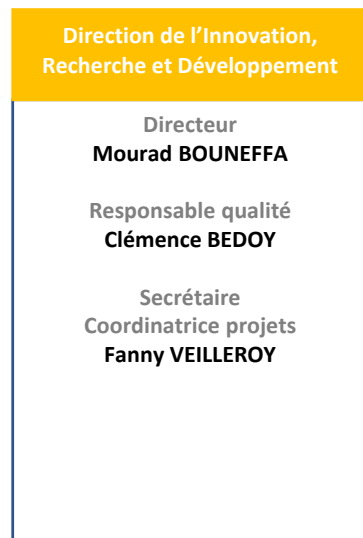 Direction de l’Innovation,
Recherche et Développement
Directeur
Mourad BOUNEFFA
Responsable qualité
Clémence BEDOY
Secrétaire
Coordinatrice projets
Fanny VEILLEROY